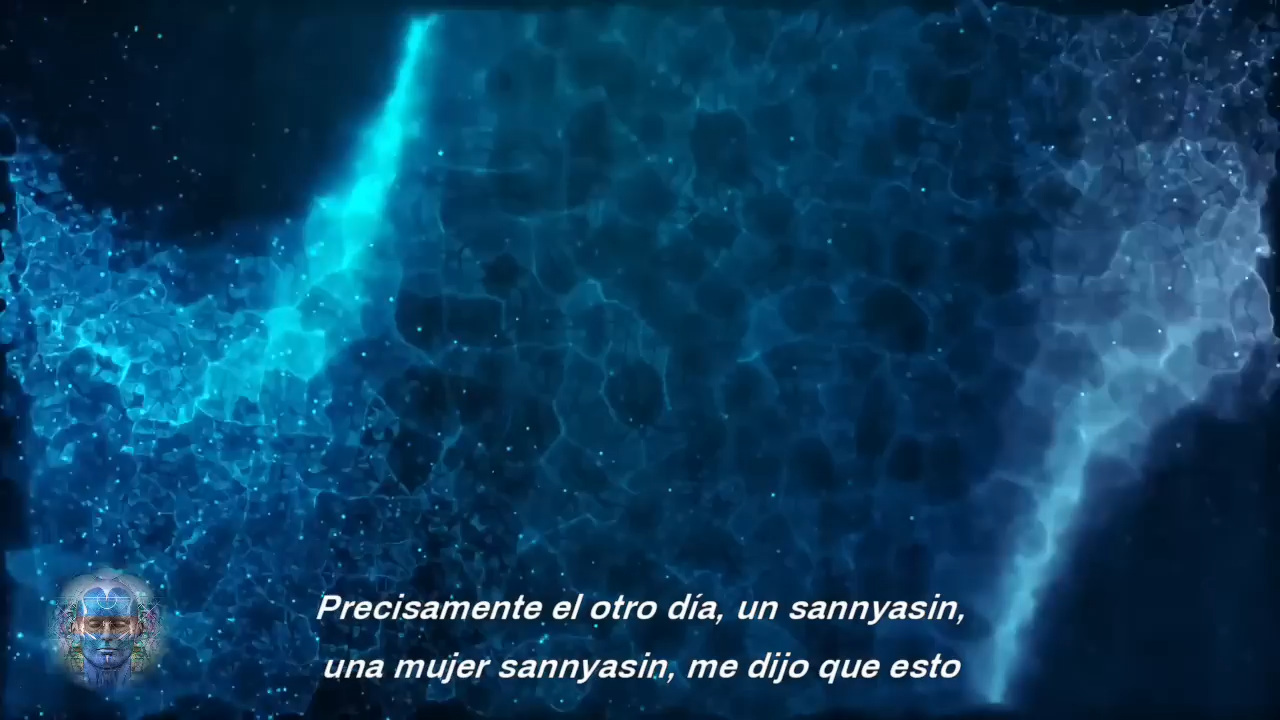 Precisamente el otro día, un sannyasin,
una mujer sannyasin, me dijo que esto